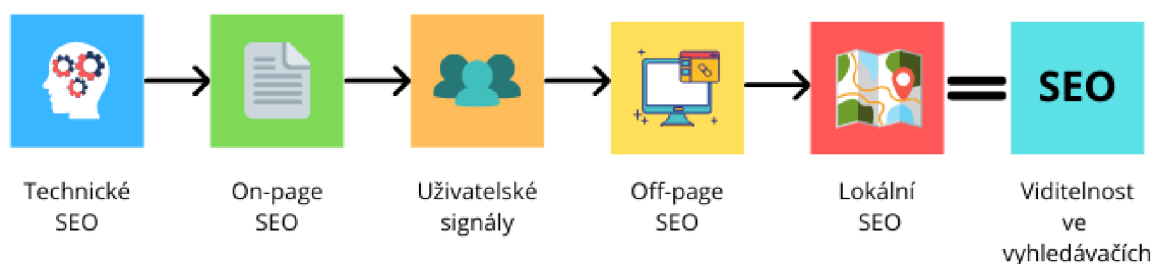 SEO
Technické
SEO
On-page
SEO
Uživatelské
signály
Off-page
SEO
Lokální
SEO
Viditelnost
ve
vyhledávačích